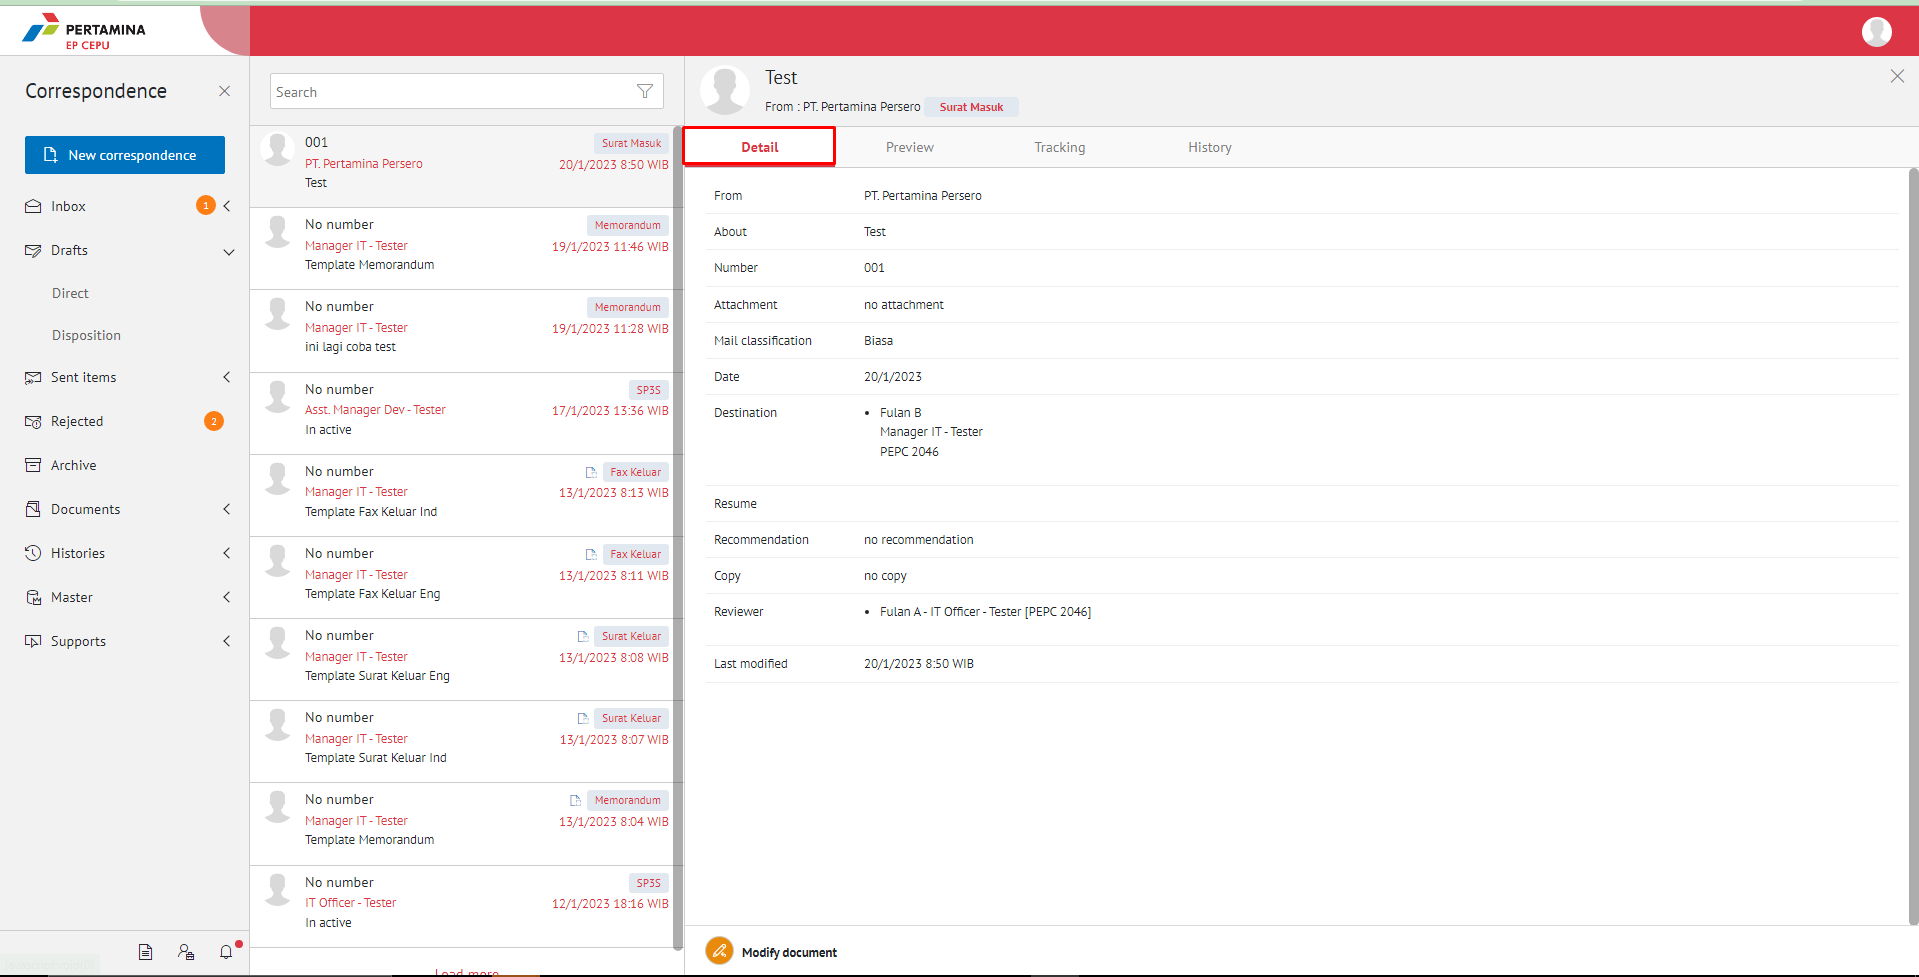 PERTAMINA
EP CEPU
Correspondence
New correspondence
Inbox 1
Drafts
Direct
Disposition
Sent items
Rejected 2
Archive
Documents
Histories
Master
Supports
Search
001 Surat Masuk
PT. Pertamina Persero 20/1/2023 8:50 WIB
Test
No number Memorandum
Manager IT - Tester 19/1/2023 11:46 WIB
Template Memorandum
No number Memorandum
Manager IT - Tester 19/1/2023 11:28 WIB
ini lagi coba test
No number SP3S
Asst. Manager Dev - Tester 17/1/2023 13:36 WIB
In active
No number Fax Keluar
Manager IT - Tester 13/1/2023 8:13 WIB
Template Fax Keluar Ind
No number Fax Keluar
Manager IT - Tester 13/1/2023 8:11 WIB
Template Fax Keluar Eng
No number Surat Keluar
Manager IT - Tester 13/1/2023 8:08 WIB
Template Surat Keluar Eng
No number Surat Keluar
Manager IT - Tester 13/1/2023 8:07 WIB
Template Surat Keluar Ind
No number Memorandum
Manager IT - Tester 13/1/2023 8:04 WIB
Template Memorandum
No number SP3S
IT Officer - Tester 12/1/2023 18:16 WIB
In active
Load more
Test
From : PT. Pertamina Persero Surat Masuk
Detail Preview Tracking History
From PT. Pertamina Persero
About Test
Number 001
Attachment no attachment
Mail classification Biasa
Date 20/1/2023
Destination • Fulan B
Manager IT - Tester
PEPC 2046
Resume
Recommendation no recommendation
Copy no copy
Reviewer • Fulan A - IT Officer - Tester [PEPC 2046]
Last modified 20/1/2023 8:50 WIB
Modify document